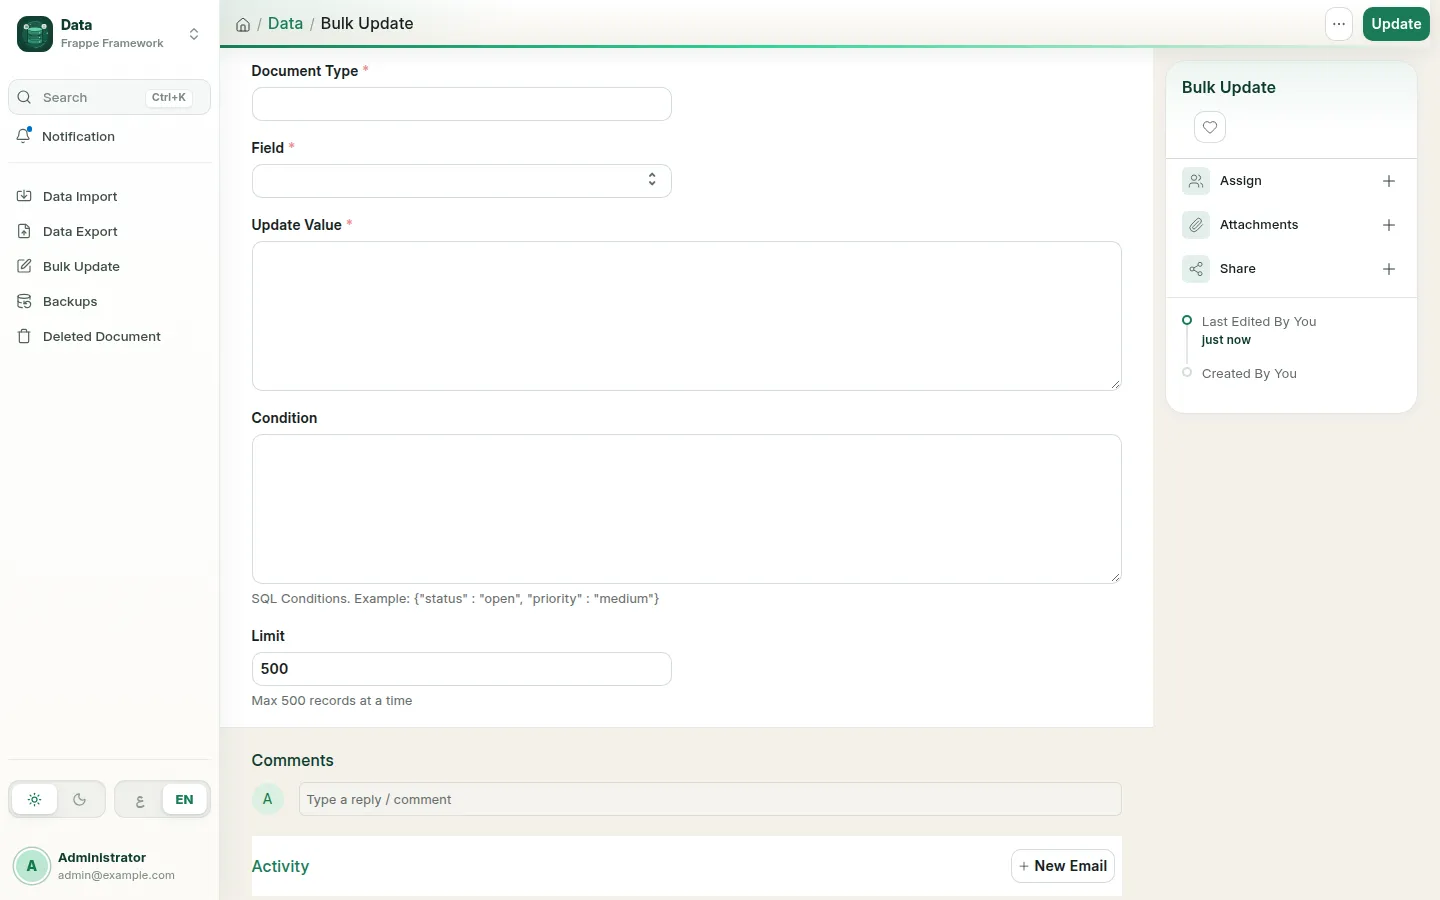 Data
Frappe Framework
Search
Ctrl+K
Notification
Data Import
Data Export
Bulk Update
Backups
Deleted Document
ع
EN
A
Administrator
admin@example.com
/ Data / Bulk Update
Update
Document Type *
Field *
Update Value *
Condition
SQL Conditions. Example: {"status" : "open", "priority" : "medium"}
Limit
500
Max 500 records at a time
Comments
A
Type a reply / comment
Activity
+ New Email
Bulk Update
Assign
Attachments
Share
Last Edited By You
just now
Created By You